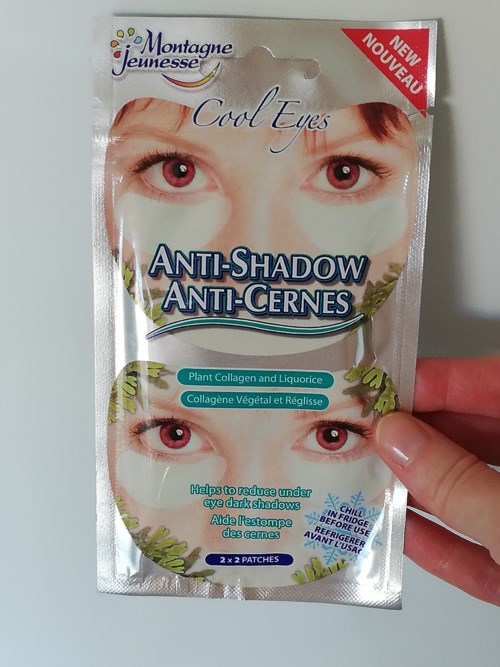 Montagne
jeunesse
NEW
NOUVEAU
Cool Eyes
ANTI-SHADOW
ANTI-CERNES
Plant Collagen and Liquorice
Collagène Végétal et Réglisse
Helps to reduce under
eye dark shadows
Aide l'estompe
des cernes
CHILL
IN FRIDGE
BEFORE USE
REFRIGERER
AVANT L'USAGE
2 x 2 PATCHES